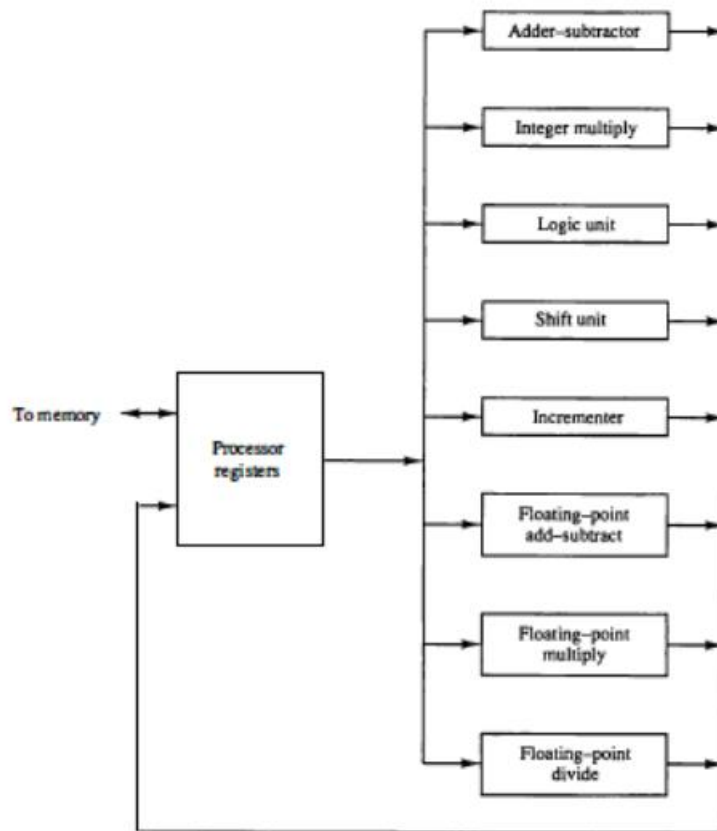 Adder–subtractor
Integer multiply
Logic unit
Shift unit
To memory
Processor
registers
Incrementer
Floating–point
add–subtract
Floating–point
multiply
Floating–point
divide